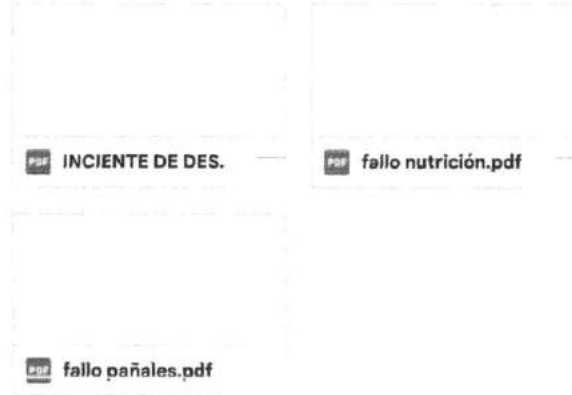 PDF INCIENTE DE DES.
PDF fallo nutrición.pdf
PDF fallo pañales.pdf